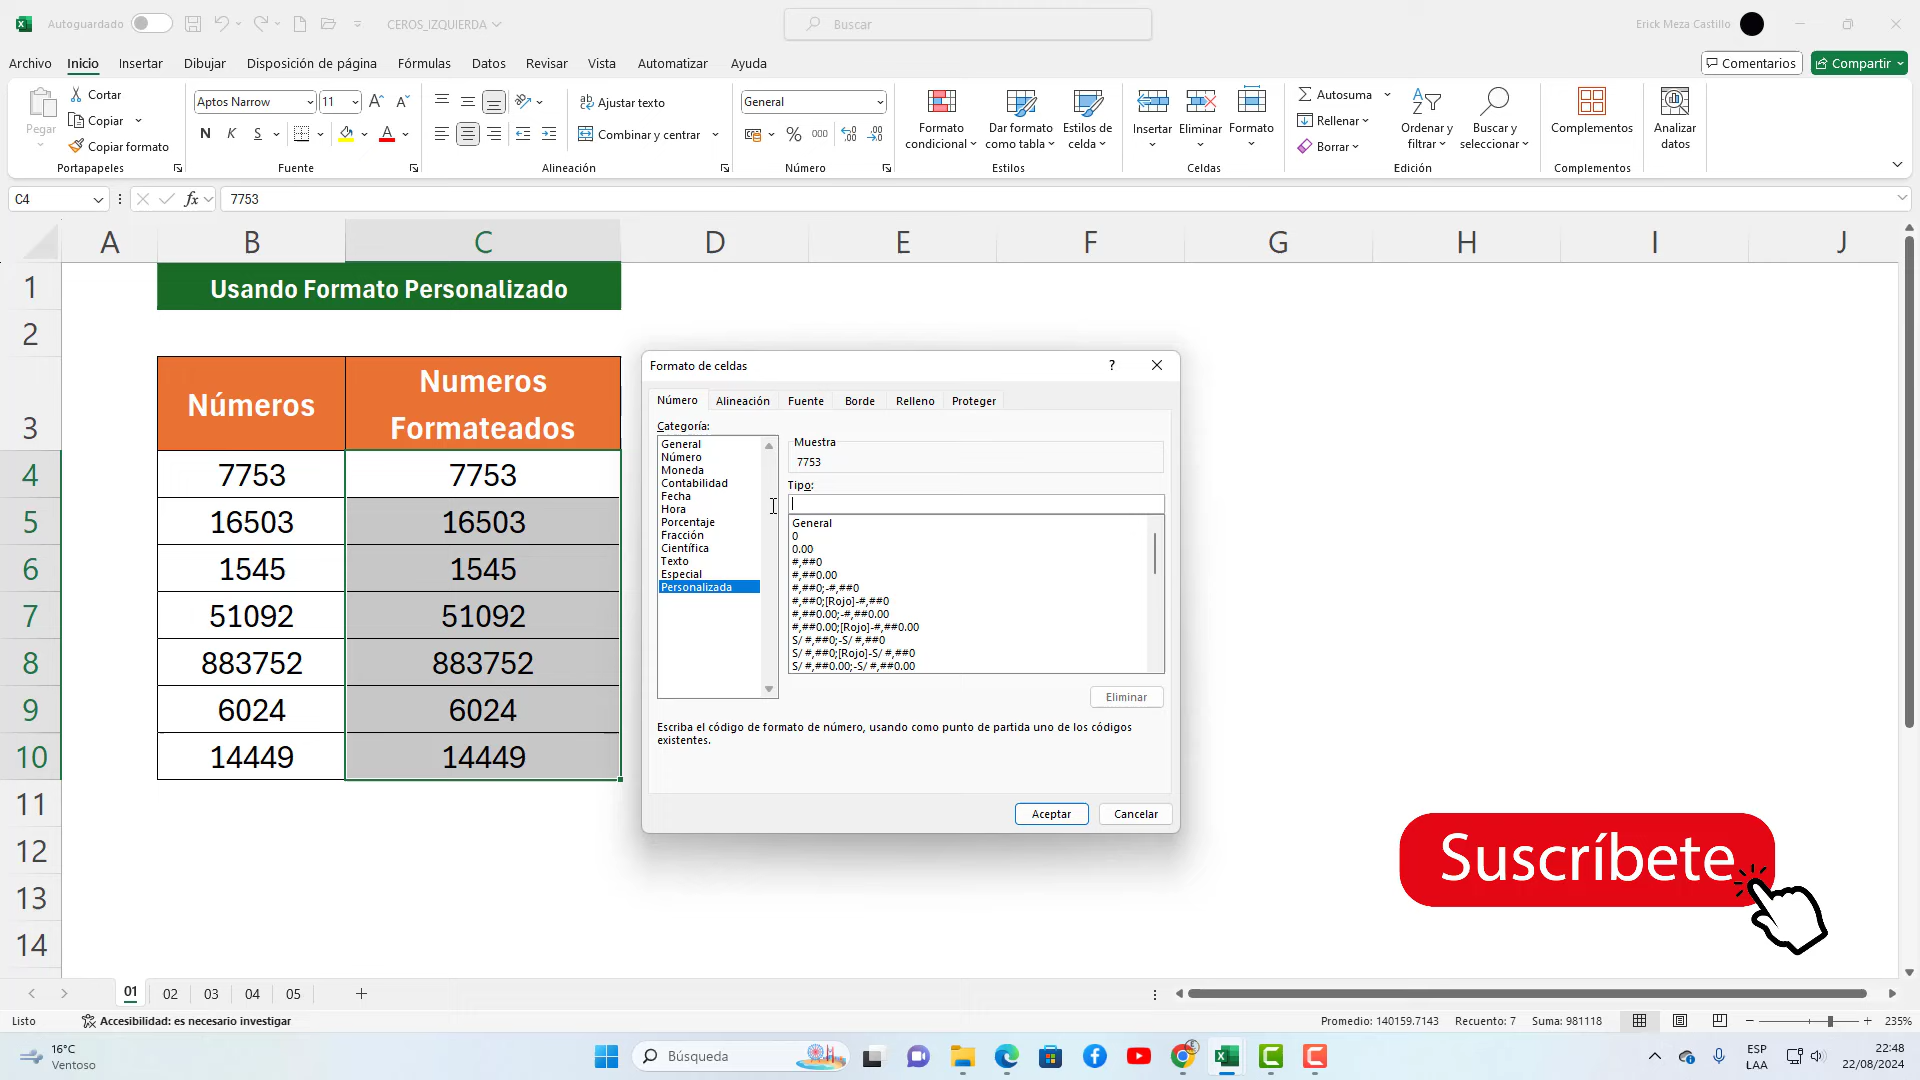 Autoguardado
CEROS_IZQUIERDA
Buscar
Erick Meza Castillo
Archivo
Inicio
Insertar
Dibujar
Disposición de página
Fórmulas
Datos
Revisar
Vista
Automatizar
Ayuda
Comentarios
Compartir
Pegar
Cortar
Copiar
Copiar formato
Portapapeles
Aptos Narrow
11
N K S
Fuente
Ajustar texto
Combinar y centrar
Alineación
General
% 000
Número
Formato condicional
Dar formato como tabla
Estilos de celda
Estilos
Insertar
Eliminar
Formato
Celdas
Autosuma
Rellenar
Borrar
Ordenar y filtrar
Buscar y seleccionar
Edición
Complementos
Complementos
Analizar datos
C4
fx
7753
A B C D E F G H I J
1 Usando Formato Personalizado
2
3 Números Numeros Formateados
4 7753 7753
5 16503 16503
6 1545 1545
7 51092 51092
8 883752 883752
9 6024 6024
10 14449 14449
11
12
13
14
Formato de celdas
?
Número Alineación Fuente Borde Relleno Proteger
Categoría:
General
Número
Moneda
Contabilidad
Fecha
Hora
Porcentaje
Fracción
Científica
Texto
Especial
Personalizada
Muestra
7753
Tipo:
General
0
0.00
#,##0
#,##0.00
#,##0;-#,##0
#,##0;[Rojo]-#,##0
#,##0.00;-#,##0.00
#,##0.00;[Rojo]-#,##0.00
S/ #,##0;-S/ #,##0
S/ #,##0;[Rojo]-S/ #,##0
S/ #,##0.00;-S/ #,##0.00
Eliminar
Escriba el código de formato de número, usando como punto de partida uno de los códigos
existentes.
Aceptar
Cancelar
Suscríbete
01 02 03 04 05
Listo
Accesibilidad: es necesario investigar
Promedio: 140159.7143
Recuento: 7
Suma: 981118
235%
16°C
Ventoso
Búsqueda
ESP
LAA
22:48
22/08/2024